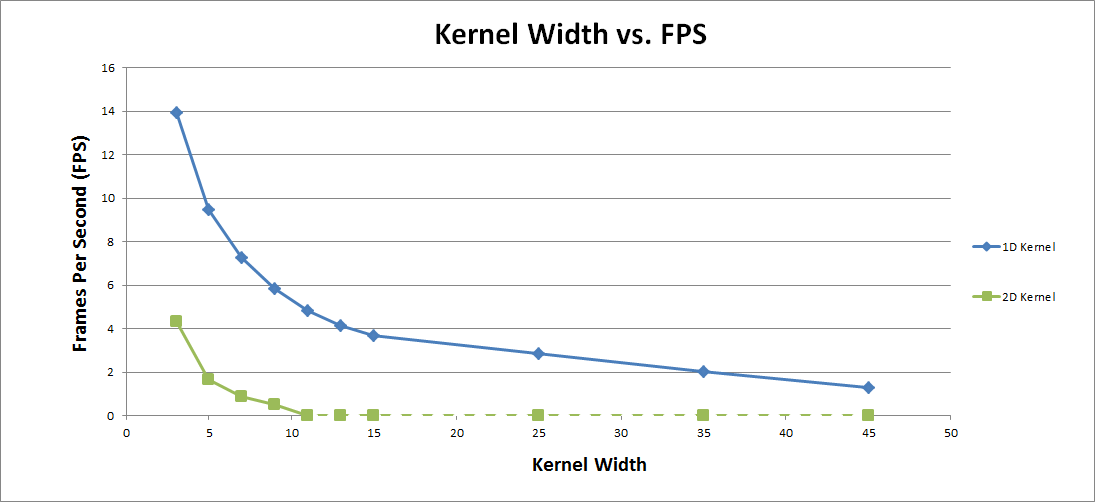 Kernel Width vs. FPS
Frames Per Second (FPS)
16
14
12
10
8
6
4
2
0
0 5 10 15 20 25 30 35 40 45 50
Kernel Width
1D Kernel
2D Kernel